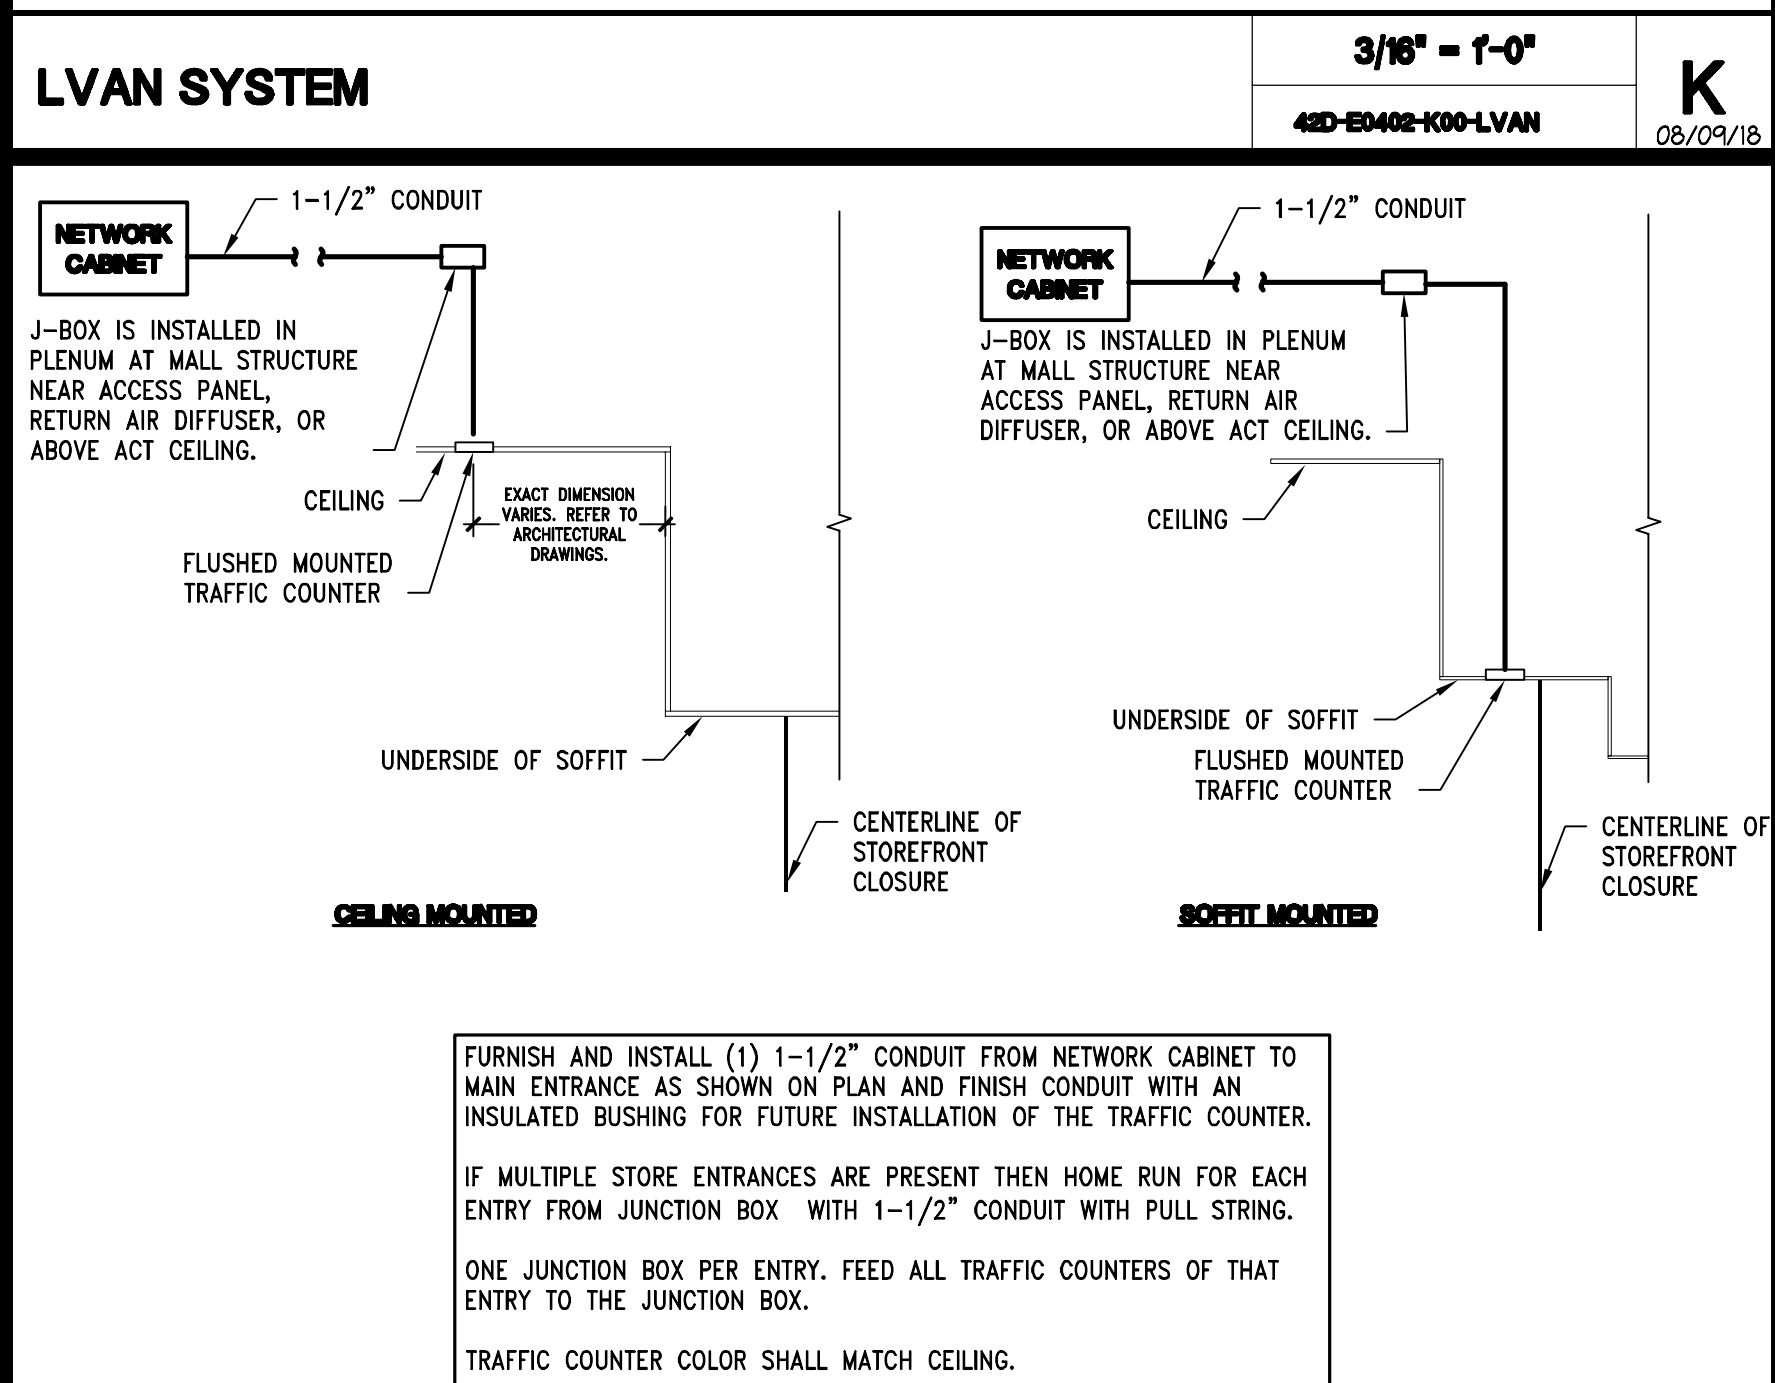 LVAN SYSTEM
3/16" = 1'-0"
42D-E0402-K00-LVAN
K
08/09/18
1-1/2” CONDUIT
NETWORK
CABINET
J-BOX IS INSTALLED IN
PLENUM AT MALL STRUCTURE
NEAR ACCESS PANEL,
RETURN AIR DIFFUSER, OR
ABOVE ACT CEILING.
CEILING
EXACT DIMENSION
VARIES. REFER TO
ARCHITECTURAL
DRAWINGS.
FLUSHED MOUNTED
TRAFFIC COUNTER
UNDERSIDE OF SOFFIT
CENTERLINE OF
STOREFRONT
CLOSURE
CEILING MOUNTED
1-1/2” CONDUIT
NETWORK
CABINET
J-BOX IS INSTALLED IN PLENUM
AT MALL STRUCTURE NEAR
ACCESS PANEL, RETURN AIR
DIFFUSER, OR ABOVE ACT CEILING.
CEILING
UNDERSIDE OF SOFFIT
FLUSHED MOUNTED
TRAFFIC COUNTER
CENTERLINE OF
STOREFRONT
CLOSURE
SOFFIT MOUNTED
FURNISH AND INSTALL (1) 1-1/2” CONDUIT FROM NETWORK CABINET TO
MAIN ENTRANCE AS SHOWN ON PLAN AND FINISH CONDUIT WITH AN
INSULATED BUSHING FOR FUTURE INSTALLATION OF THE TRAFFIC COUNTER.
IF MULTIPLE STORE ENTRANCES ARE PRESENT THEN HOME RUN FOR EACH
ENTRY FROM JUNCTION BOX WITH 1-1/2” CONDUIT WITH PULL STRING.
ONE JUNCTION BOX PER ENTRY. FEED ALL TRAFFIC COUNTERS OF THAT
ENTRY TO THE JUNCTION BOX.
TRAFFIC COUNTER COLOR SHALL MATCH CEILING.